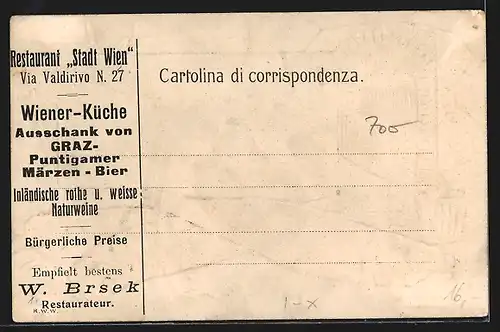 Restaurant „Stadt Wien"
Via Valdirivo N. 27
Wiener-Küche
Ausschank von
GRAZ-
Puntigamer
Märzen - Bier
Inländische rothe u. weisse
Naturweine
Bürgerliche Preise
Empfielt bestens
W. Brsek
Restaurateur.
R.W.W.
Cartolina di corrispondenza.
700
1-x
16